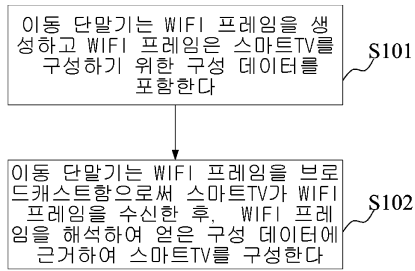 이동 단말기는 WIFI 프레임을 생
성하고 WIFI 프레임은 스마트TV를
구성하기 위한 구성 데이터를
포함한다
S101
이동 단말기는 WIFI 프레임을 브로
드캐스트함으로써 스마트TV가 WIFI
프레임을 수신한 후, WIFI 프레
임을 해석하여 얻은 구성 데이터에
근거하여 스마트TV를 구성한다
S102